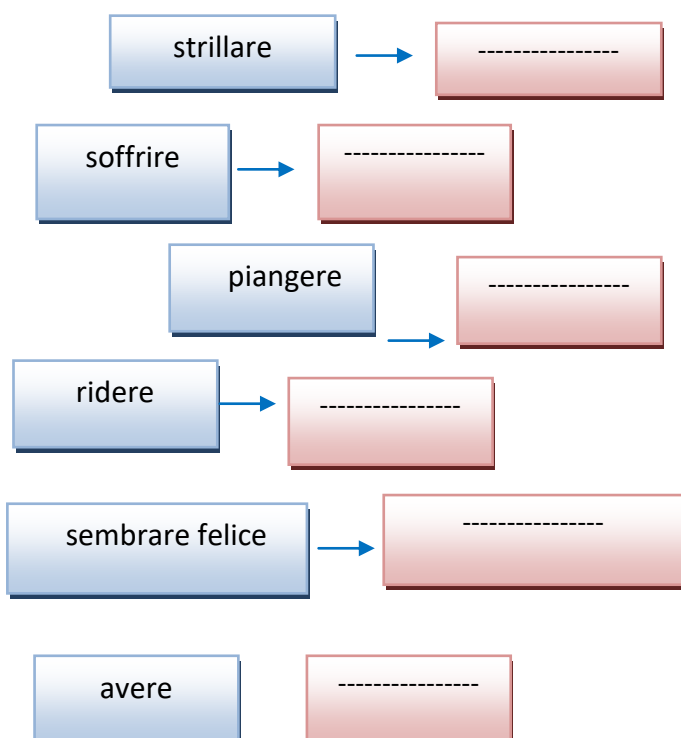 strillare ----------------
soffrire ----------------
piangere ----------------
ridere ----------------
sembrare felice ----------------
avere ----------------